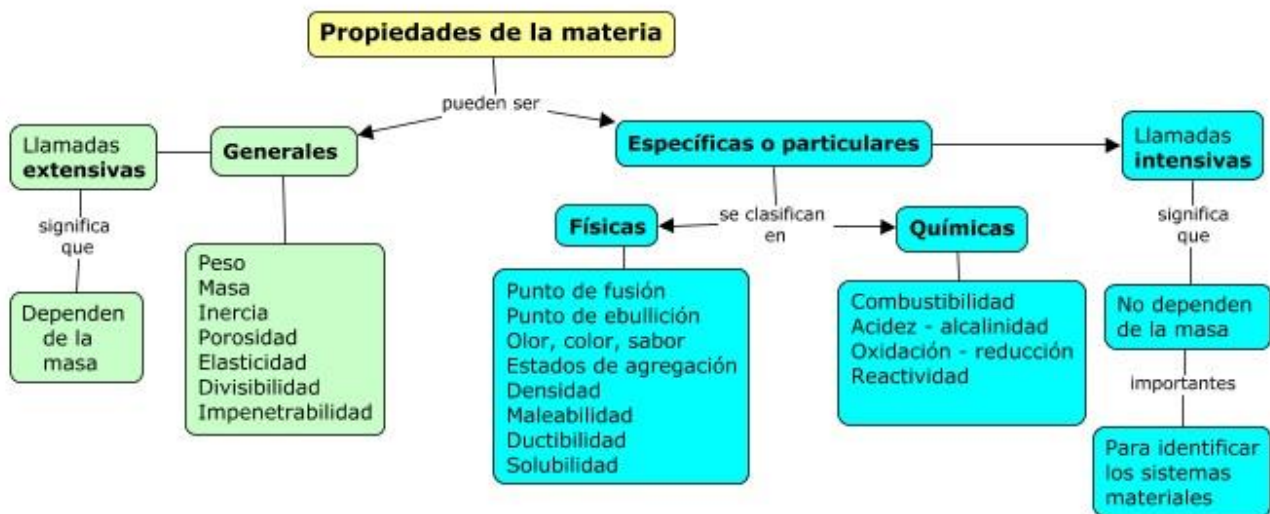 Propiedades de la materia
pueden ser
Llamadas
extensivas
Generales
Específicas o particulares
Llamadas
intensivas
significa
que
Dependen
de la
masa
Peso
Masa
Inercia
Porosidad
Elasticidad
Divisibilidad
Impenetrabilidad
se clasifican
en
Físicas
Químicas
Punto de fusión
Punto de ebullición
Olor, color, sabor
Estados de agregación
Densidad
Maleabilidad
Ductibilidad
Solubilidad
Combustibilidad
Acidez - alcalinidad
Oxidación - reducción
Reactividad
significa
que
No dependen
de la masa
importantes
Para identificar
los sistemas
materiales